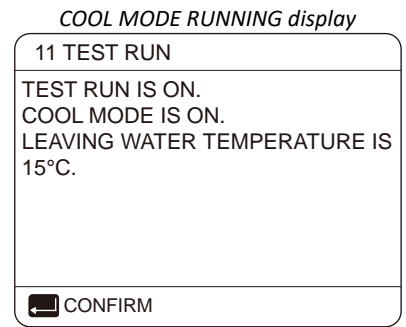 COOL MODE RUNNING display
11 TEST RUN
TEST RUN IS ON.
COOL MODE IS ON.
LEAVING WATER TEMPERATURE IS
15°C.
CONFIRM